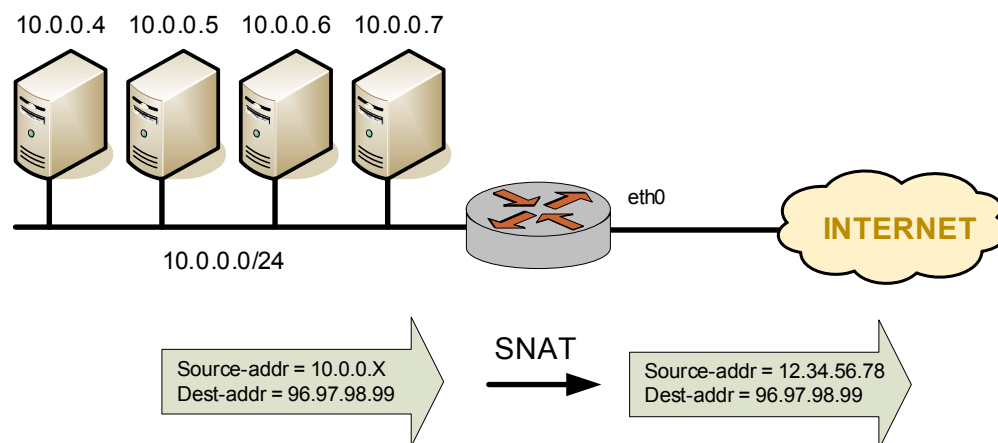 10.0.0.4
10.0.0.5
10.0.0.6
10.0.0.7
eth0
INTERNET
10.0.0.0/24
Source-addr = 10.0.0.X
Dest-addr = 96.97.98.99
SNAT
Source-addr = 12.34.56.78
Dest-addr = 96.97.98.99